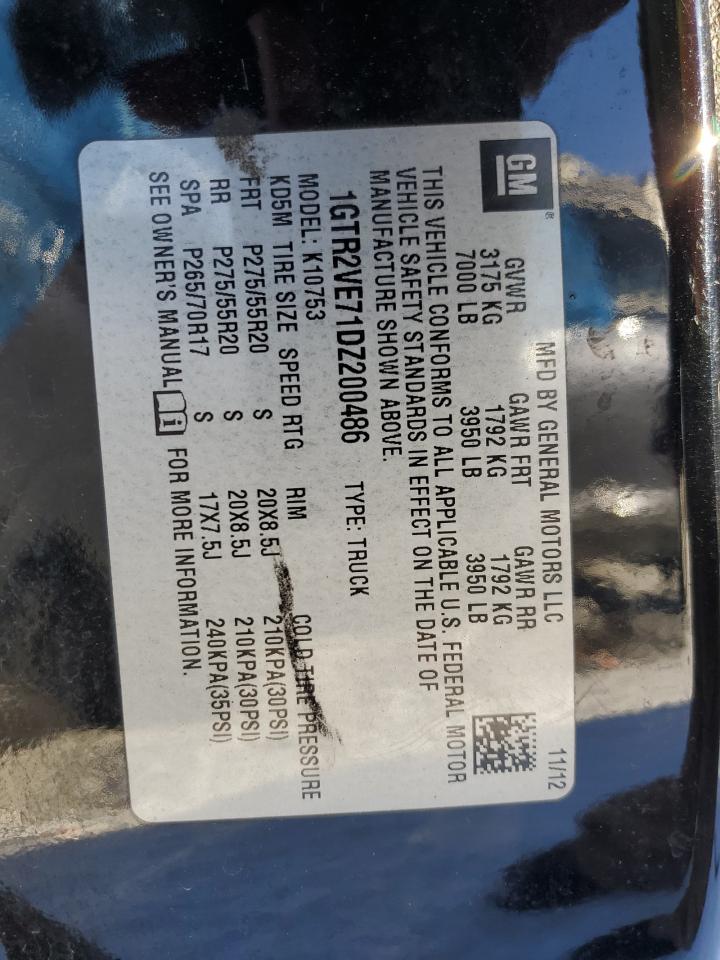 GM®
MFD BY GENERAL MOTORS LLC 11/12
GVWR GAWR FRT GAWR RR
3175 KG 1792 KG 1792 KG
7000 LB 3950 LB 3950 LB
THIS VEHICLE CONFORMS TO ALL APPLICABLE U.S. FEDERAL MOTOR
VEHICLE SAFETY STANDARDS IN EFFECT ON THE DATE OF
MANUFACTURE SHOWN ABOVE.
1GTR2VE71DZ200486 TYPE: TRUCK
MODEL: K10753
KD5M TIRE SIZE SPEED RTG RIM COLD TIRE PRESSURE
FRT P275/55R20 S 20X8.5J 210KPA(30PSI)
RR P275/55R20 S 20X8.5J 210KPA(30PSI)
SPA P265/70R17 S 17X7.5J 240KPA(35PSI)
SEE OWNER'S MANUAL FOR MORE INFORMATION.